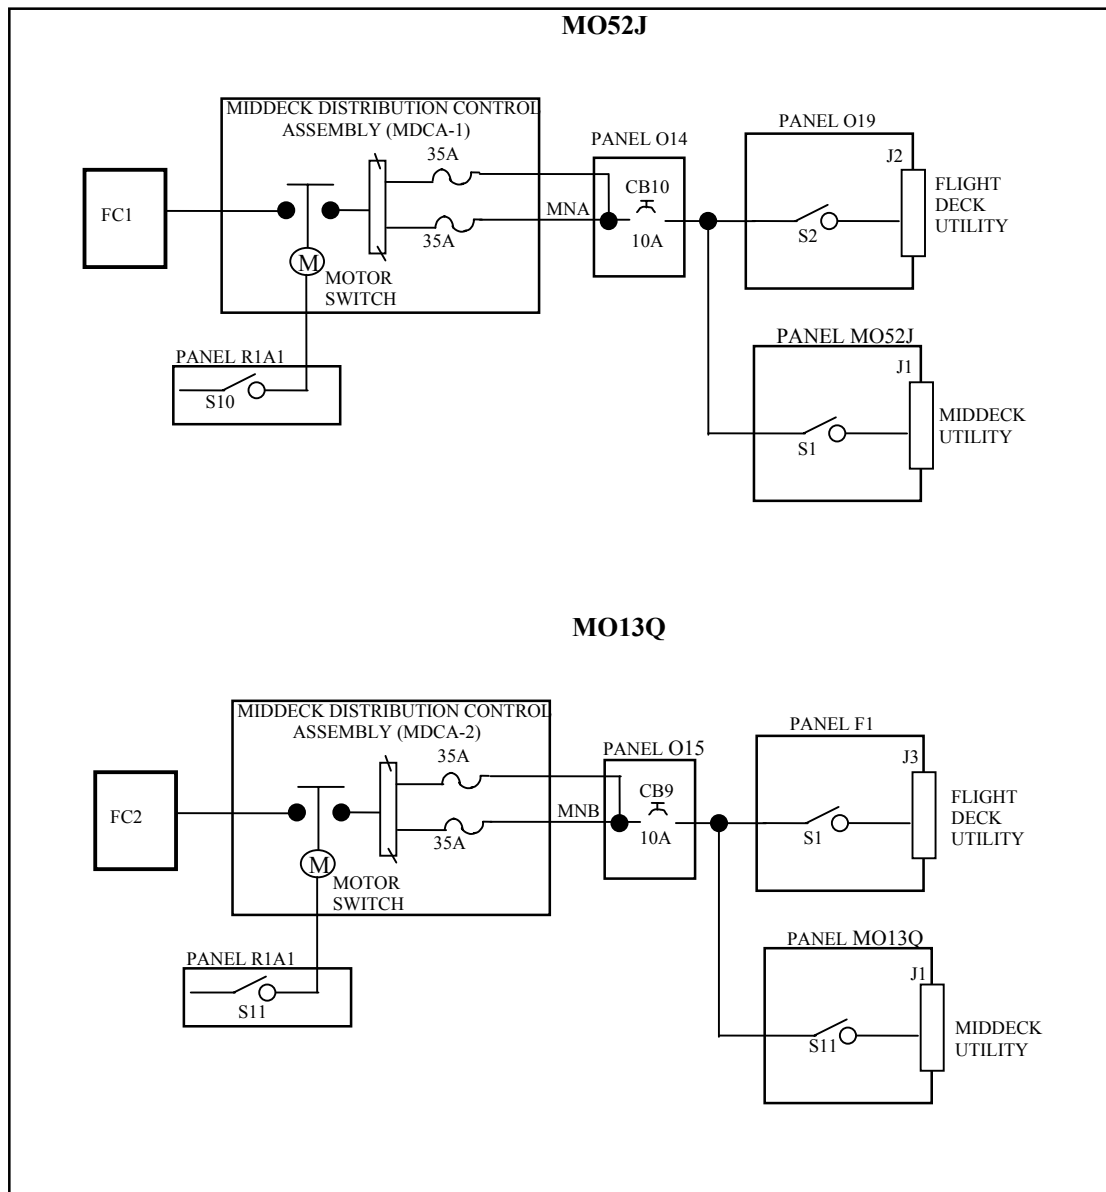 MO52J
MIDDECK DISTRIBUTION CONTROL
ASSEMBLY (MDCA-1)
35A
35A
FC1
M
MOTOR
SWITCH
PANEL R1A1
S10
MNA
PANEL O14
CB10
10A
PANEL O19
J2
S2
FLIGHT
DECK
UTILITY
PANEL MO52J
J1
S1
MIDDECK
UTILITY
MO13Q
MIDDECK DISTRIBUTION CONTROL
ASSEMBLY (MDCA-2)
35A
35A
FC2
M
MOTOR
SWITCH
PANEL R1A1
S11
MNB
PANEL O15
CB9
10A
PANEL F1
J3
S1
FLIGHT
DECK
UTILITY
PANEL MO13Q
J1
S11
MIDDECK
UTILITY